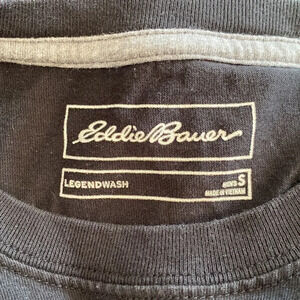 Eddie Bauer
LEGENDWASH
MEN'S S
MADE IN VIETNAM